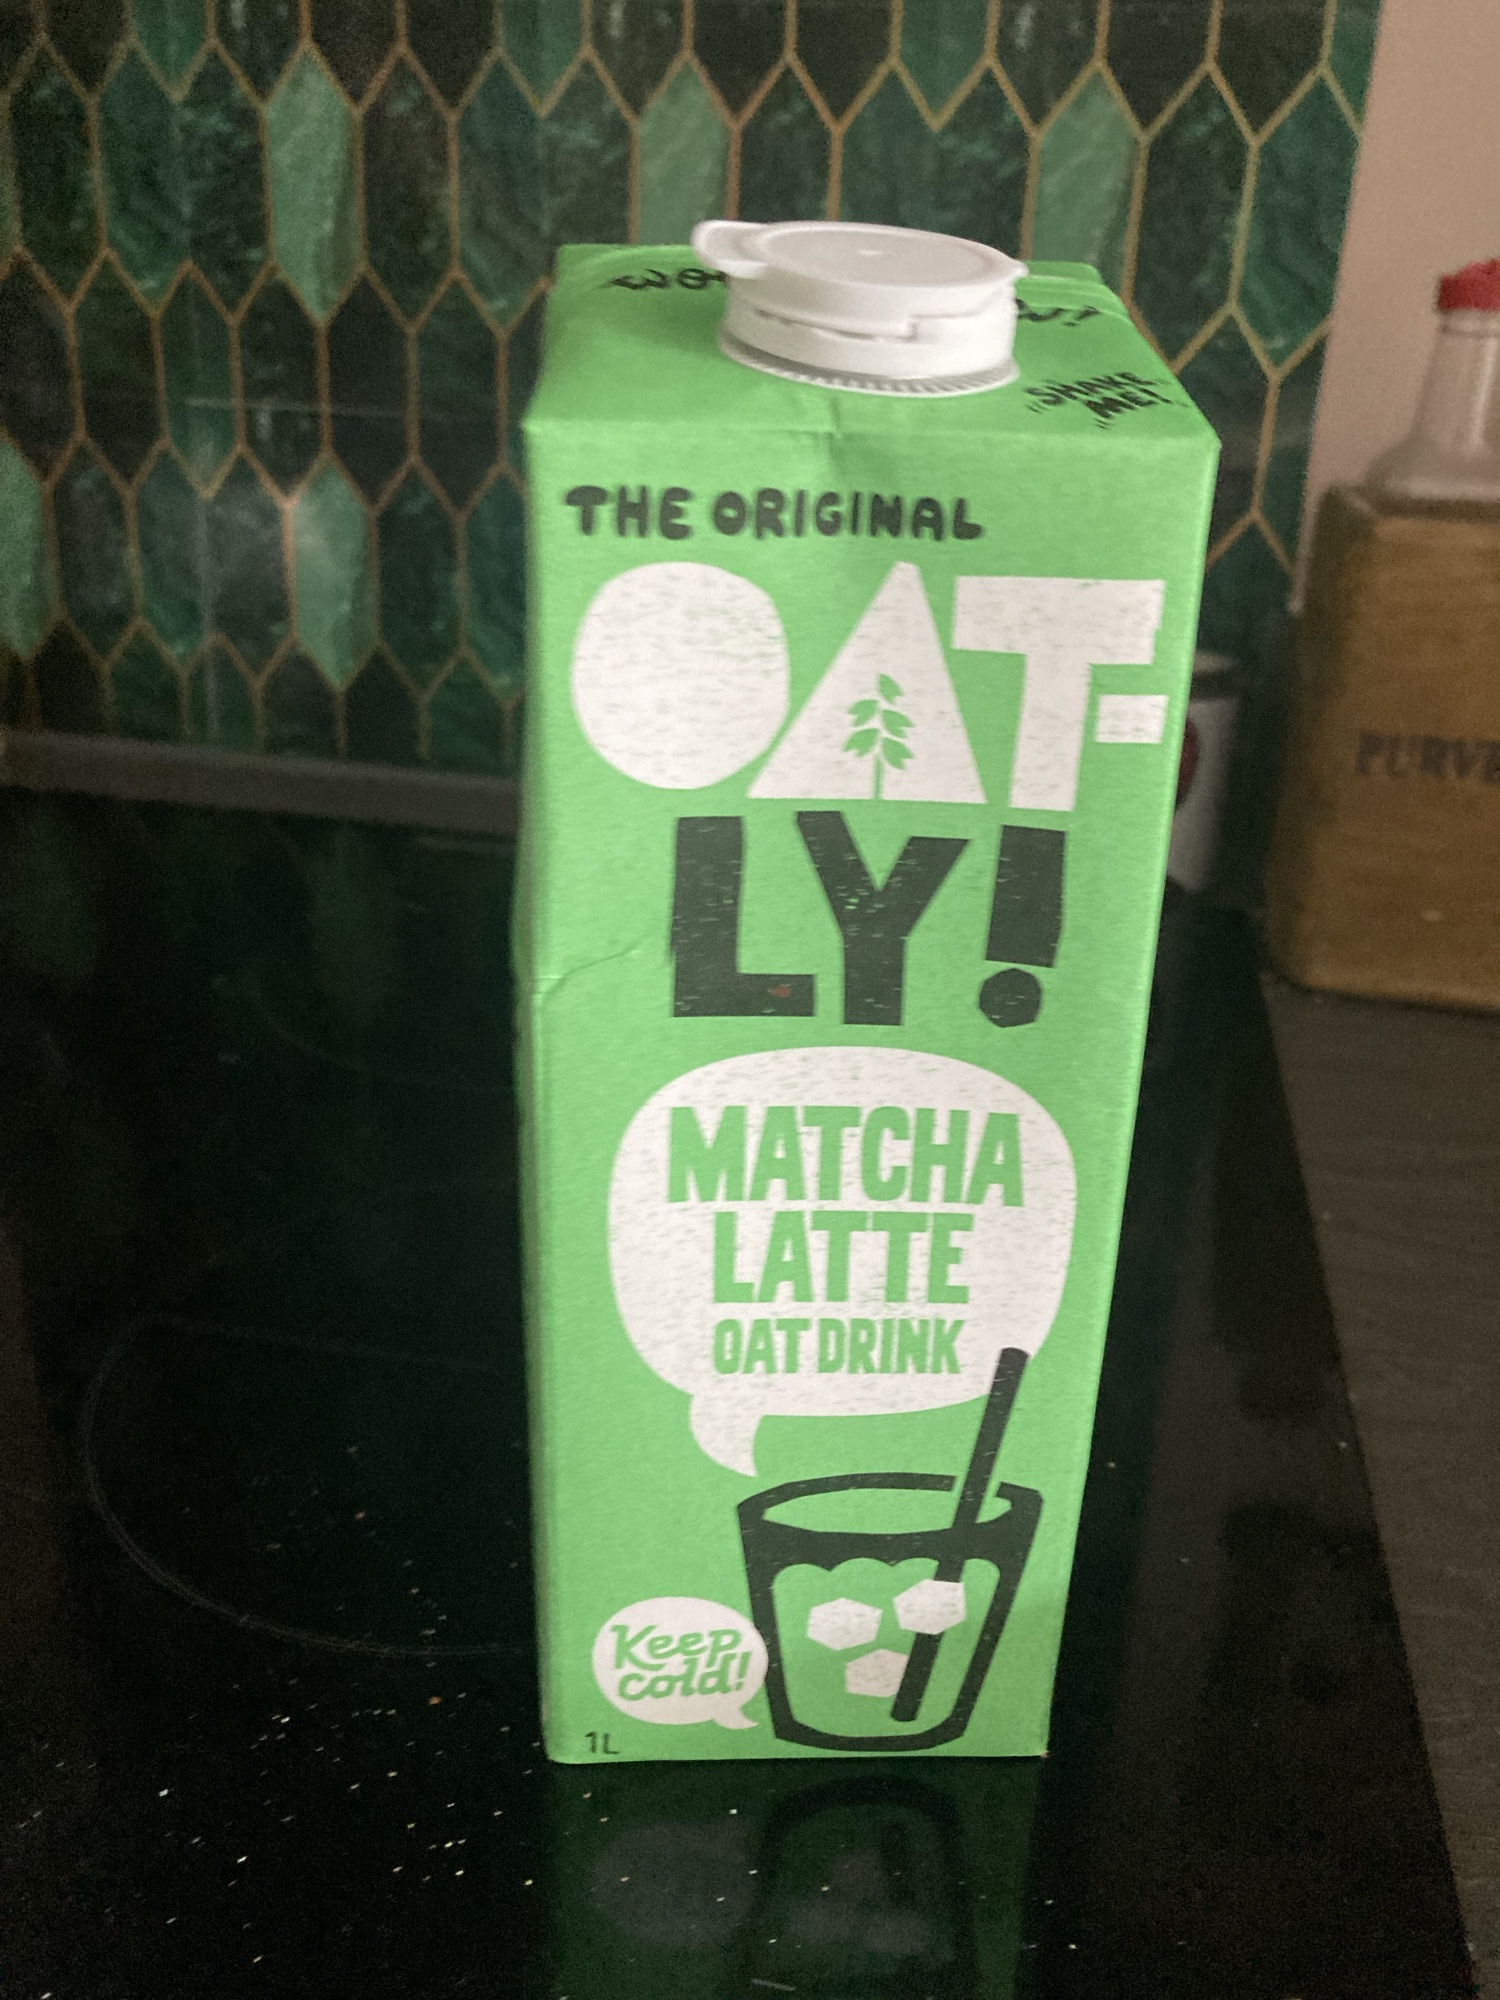 SHAKE
ME!
THE ORIGINAL
OAT-
LY!
MATCHA
LATTE
OAT DRINK
Keep
cold!
1L